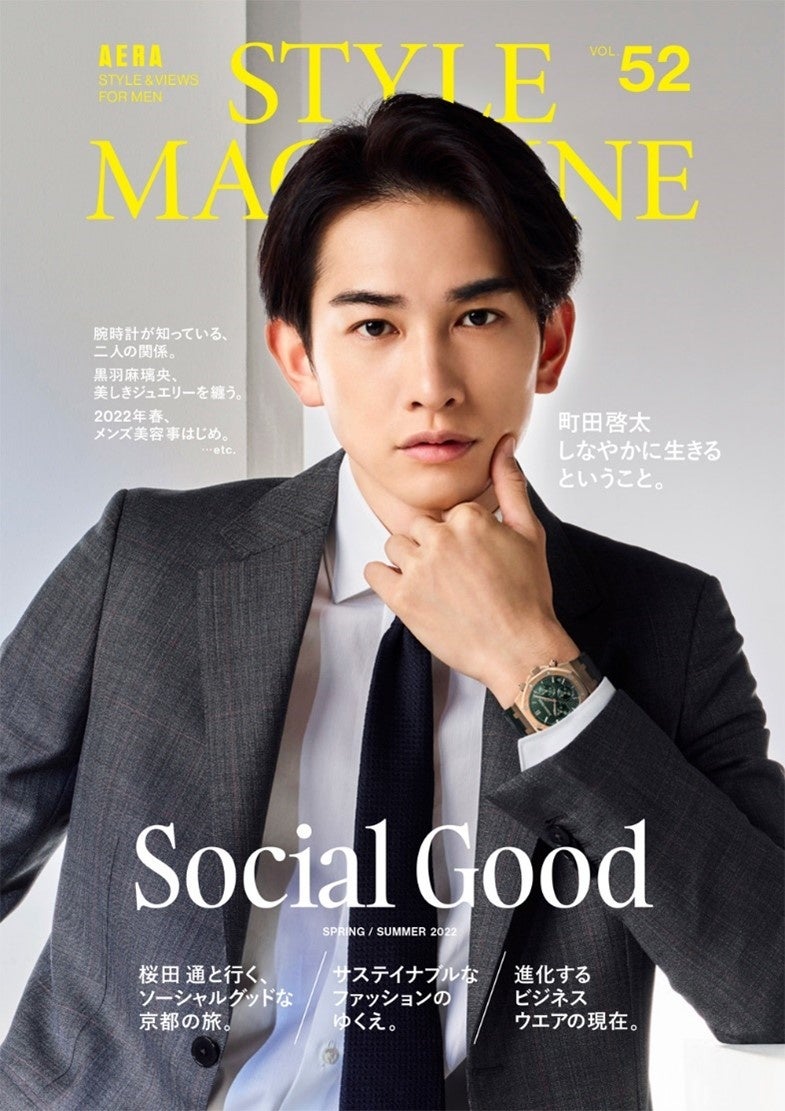 AERA
STYLE & VIEWS
FOR MEN
STYLE
VOL. 52
MAGAZINE
腕時計が知っている、
二人の関係。
黒羽麻璃央、
美しきジュエリーを纏う。
2022年春、
メンズ美容事はじめ。
…etc.
町田啓太
しなやかに生きる
ということ。
Social Good
SPRING / SUMMER 2022
桜田 通と行く、
ソーシャルグッドな
京都の旅。
サステイナブルな
ファッションの
ゆくえ。
進化する
ビジネス
ウエアの現在。